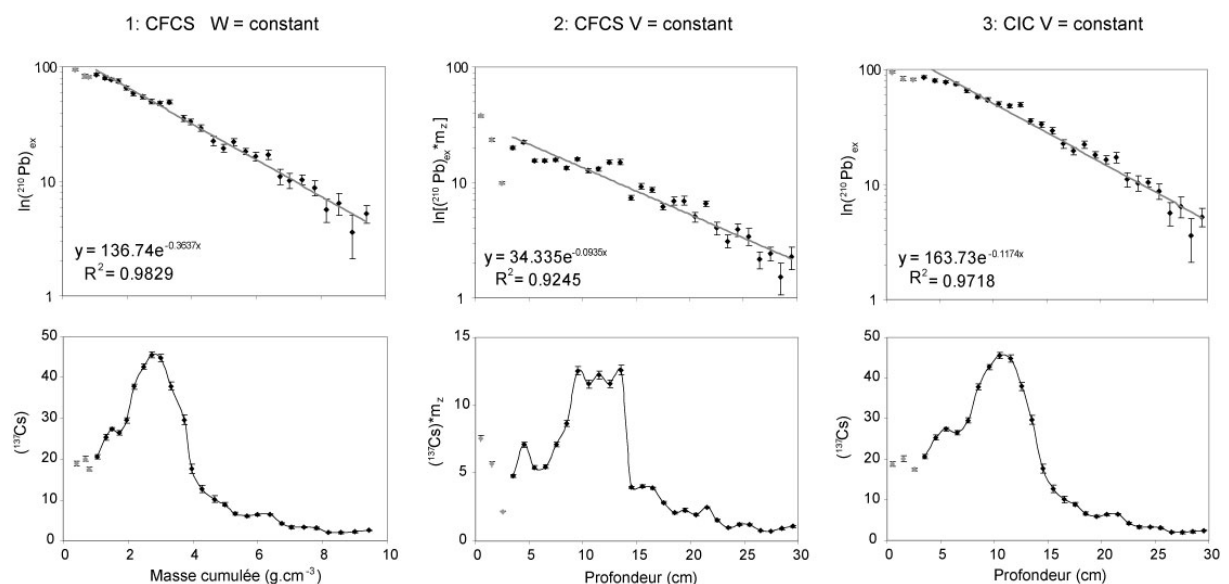 1: CFCS W = constant
2: CFCS V = constant
3: CIC V = constant
100
10
1
ln(²¹⁰Pb)ex
y = 136.74e^-0.3637x
R² = 0.9829
100
10
1
ln[(²¹⁰Pb)ex*mz]
y = 34.335e^-0.0935x
R² = 0.9245
100
10
1
ln(²¹⁰Pb)ex
y = 163.73e^-0.1174x
R² = 0.9718
50
40
30
20
10
0
(¹³⁷Cs)
0 2 4 6 8 10
Masse cumulée (g.cm⁻³)
15
10
5
0
(¹³⁷Cs)*mz
0 5 10 15 20 25 30
Profondeur (cm)
50
40
30
20
10
0
(¹³⁷Cs)
0 5 10 15 20 25 30
Profondeur (cm)